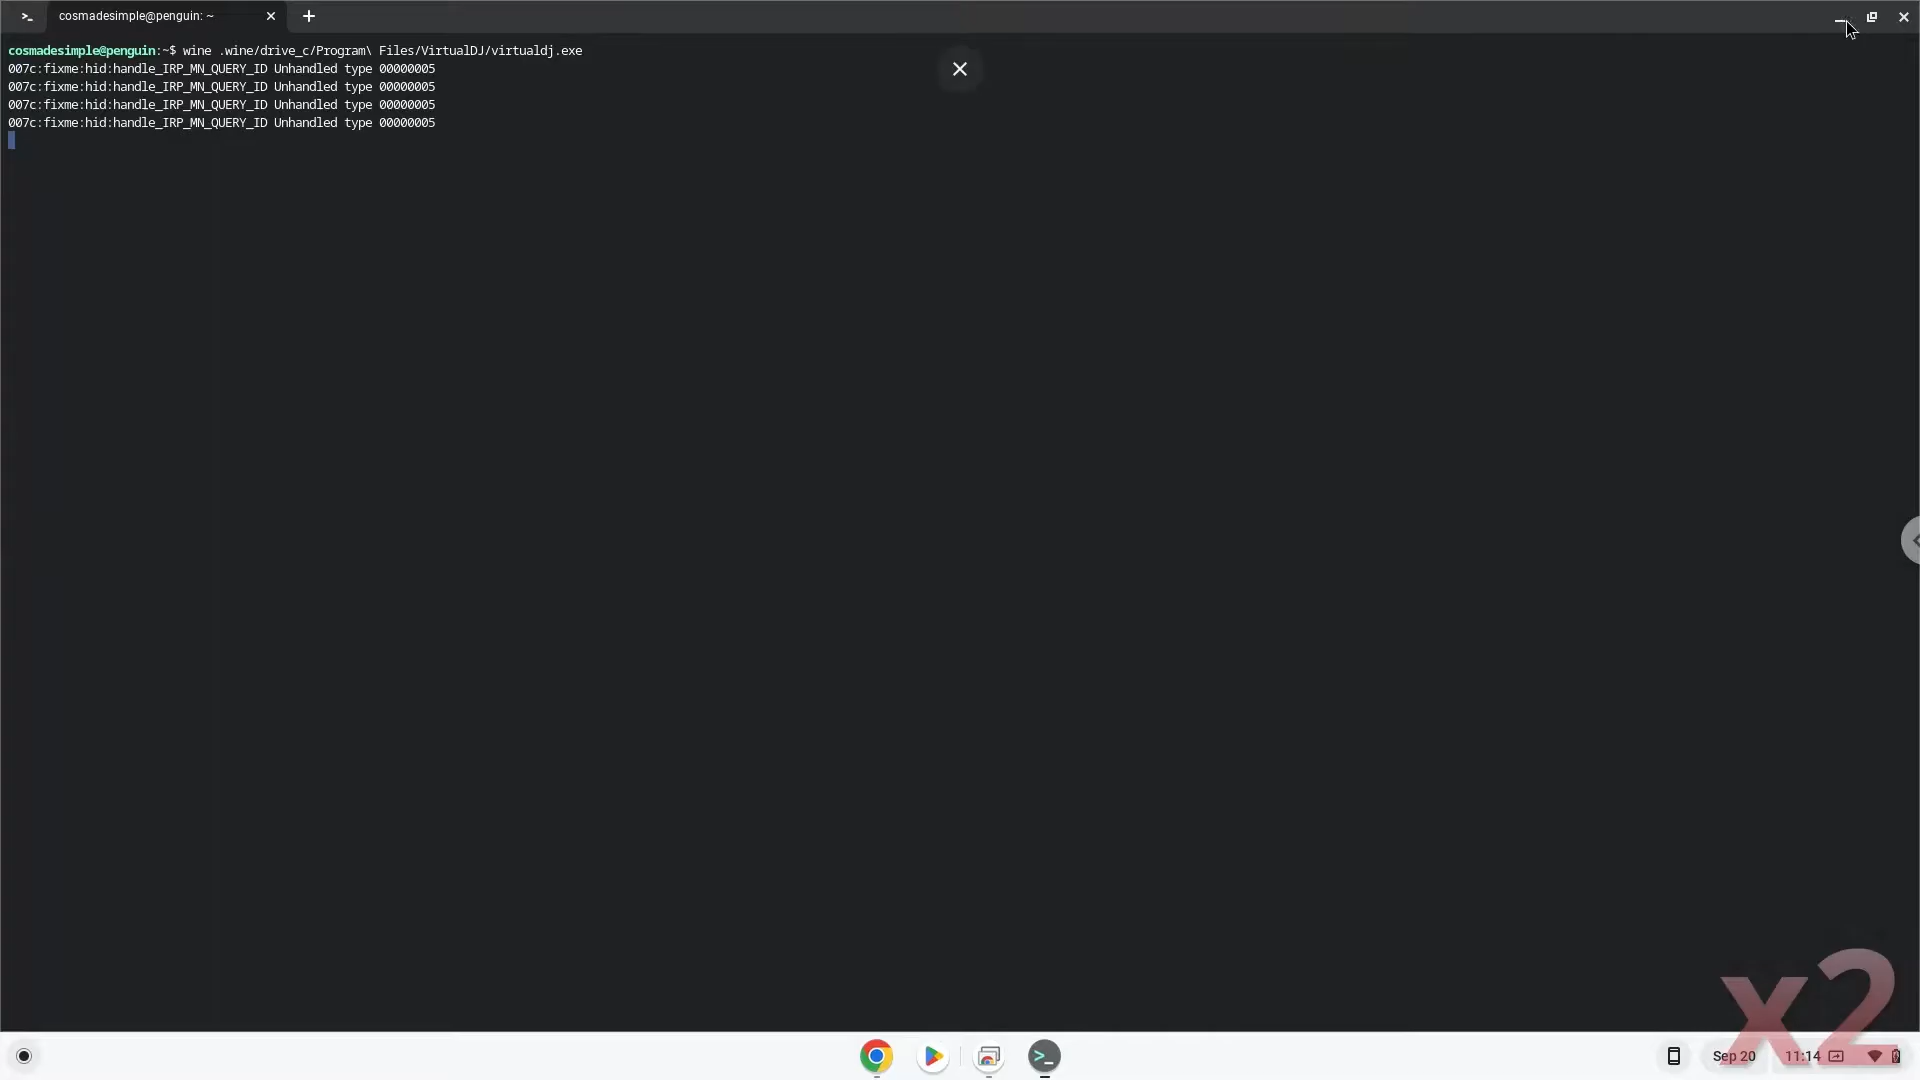 cosmadesimple@penguin: ~
cosmadesimple@penguin:~$ wine .wine/drive_c/Program\ Files/VirtualDJ/virtualdj.exe
007c:fixme:hid:handle_IRP_MN_QUERY_ID Unhandled type 00000005
007c:fixme:hid:handle_IRP_MN_QUERY_ID Unhandled type 00000005
007c:fixme:hid:handle_IRP_MN_QUERY_ID Unhandled type 00000005
007c:fixme:hid:handle_IRP_MN_QUERY_ID Unhandled type 00000005
x2
Sep 20 11:14